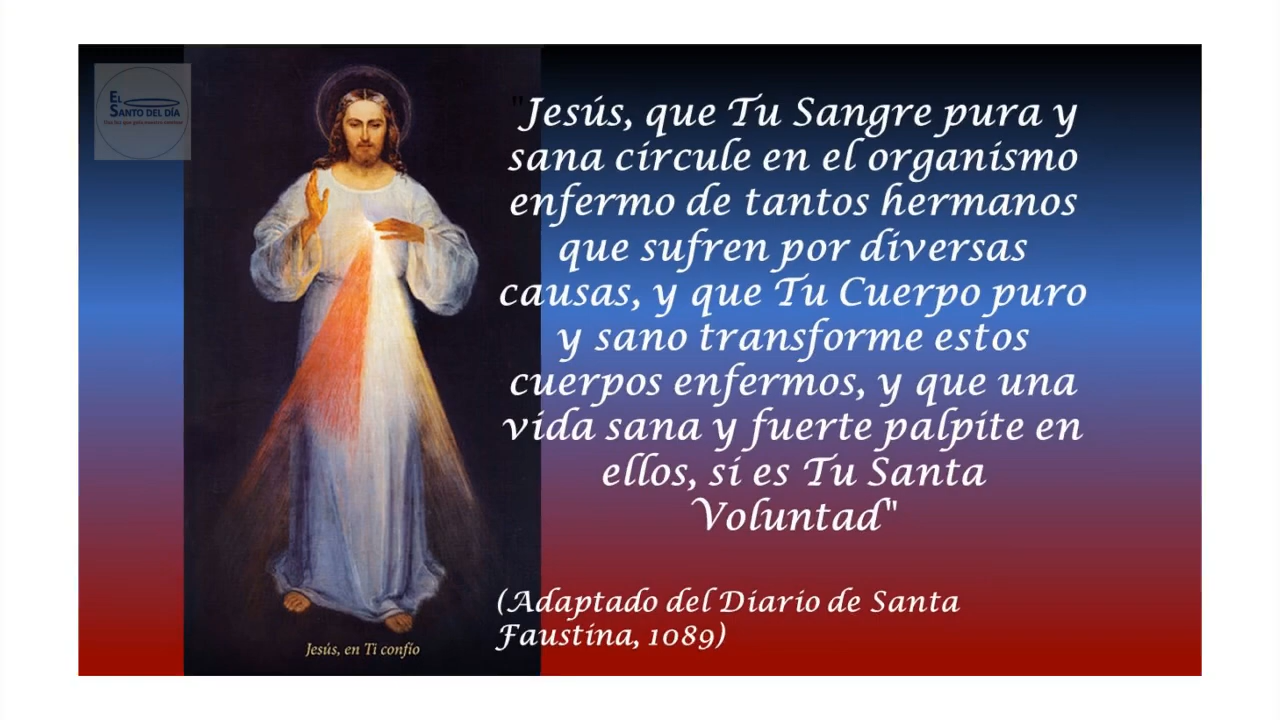 EL
SANTO DEL DÍA
"Jesús, que Tu Sangre pura y
sana circule en el organismo
enfermo de tantos hermanos
que sufren por diversas
causas, y que Tu Cuerpo puro
y sano transforme estos
cuerpos enfermos, y que una
vida sana y fuerte palpite en
ellos, si es Tu Santa
Voluntad"
(Adaptado del Diario de Santa
Faustina, 1089)
Jesús, en Ti confío